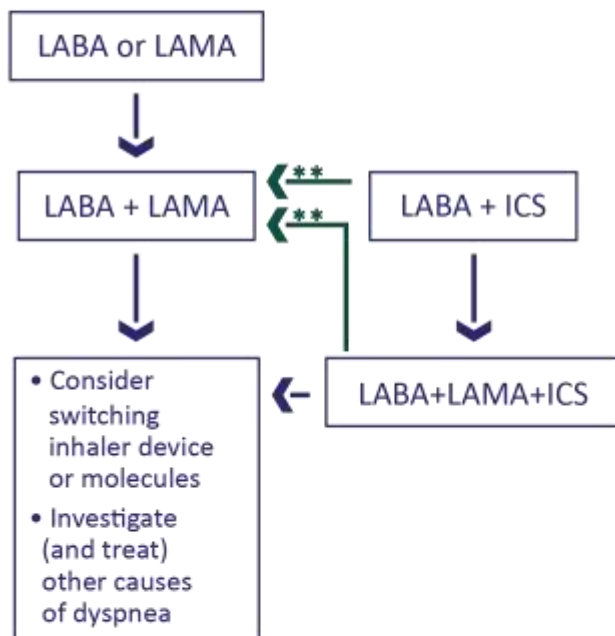 LABA or LAMA
LABA + LAMA
**
**
LABA + ICS
• Consider
switching
inhaler device
or molecules
• Investigate
(and treat)
other causes
of dyspnea
LABA+LAMA+ICS